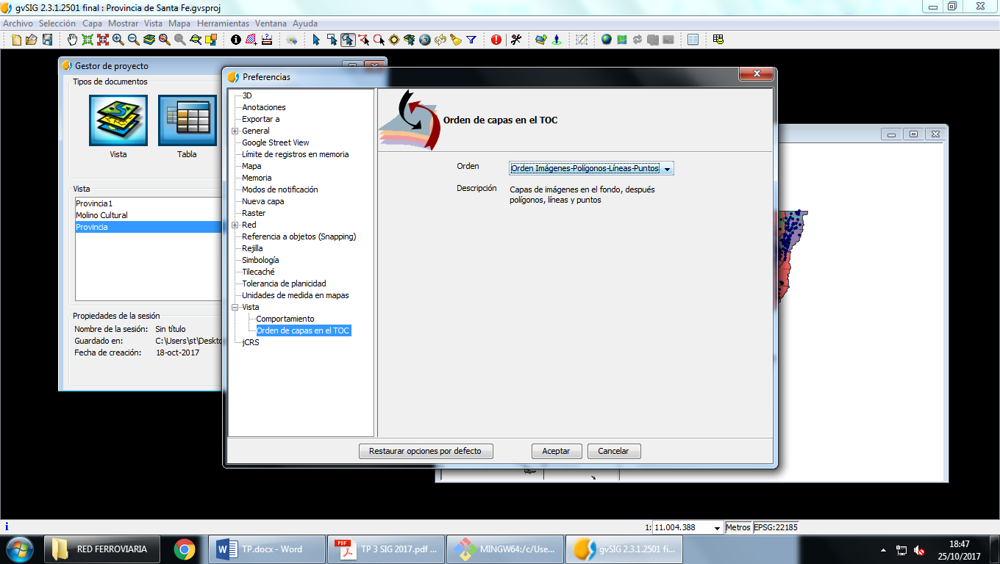 gvSIG 2.3.1.2501 final : Provincia de Santa Fe.gvsproj
Archivo Selección Capa Mostrar Vista Mapa Herramientas Ventana Ayuda
Gestor de proyecto
Tipos de documentos
Vista
Tabla
Vista
Provincia1
Molino Cultural
Provincia
Propiedades de la sesión
Nombre de la sesión: Sin título
Guardado en: C:\Users\st\Deskto
Fecha de creación: 18-oct-2017
Preferencias
3D
Anotaciones
Exportar a
General
Google Street View
Límite de registros en memoria
Mapa
Memoria
Modos de notificación
Nueva capa
Raster
Red
Referencia a objetos (Snapping)
Rejilla
Simbología
Tilecaché
Tolerancia de planicidad
Unidades de medida en mapas
Vista
Comportamiento
Orden de capas en el TOC
jCRS
Orden de capas en el TOC
Orden Orden Imágenes-Polígonos-Líneas-Puntos
Descripción Capas de imágenes en el fondo, después
polígonos, líneas y puntos
Restaurar opciones por defecto Aceptar Cancelar
1: 11.004.388 Metros EPSG:22185
RED FERROVIARIA
TP.docx - Word
PDF
TP 3 SIG 2017.pdf ...
MINGW64:/c/Use...
gvSIG 2.3.1.2501 fi...
18:47
25/10/2017